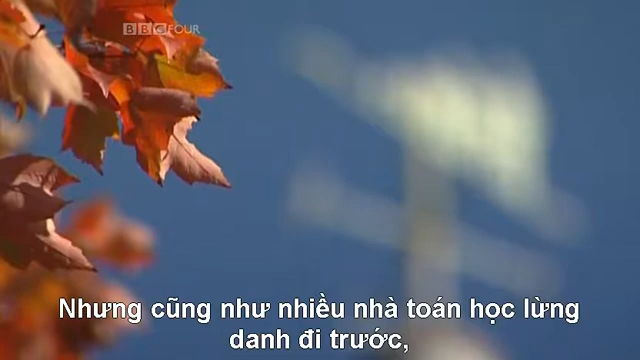 BBC FOUR
Nhưng cũng như nhiều nhà toán học lừng
danh đi trước,